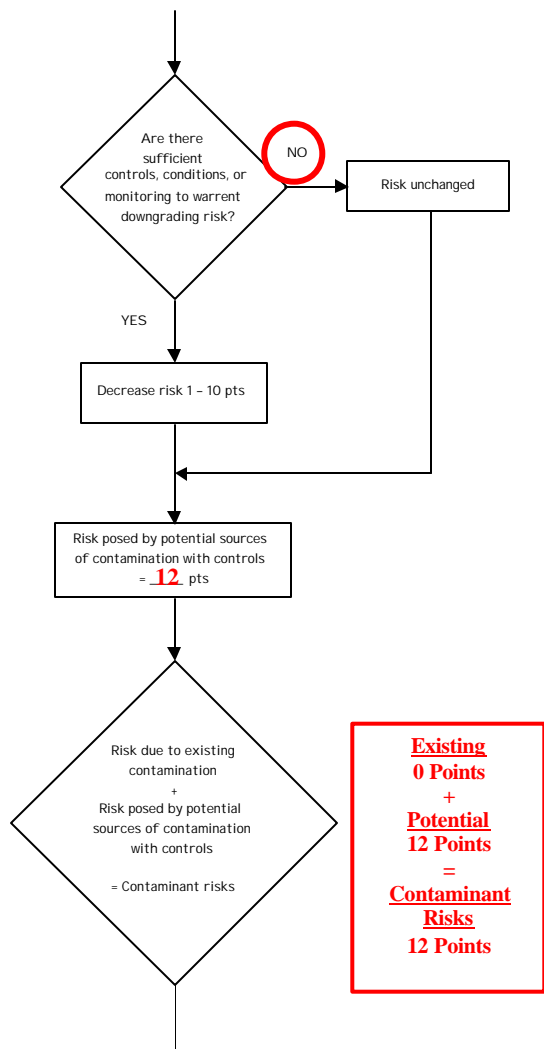 Are there
sufficient
controls, conditions, or
monitoring to warrent
downgrading risk?
NO
Risk unchanged
YES
Decrease risk 1 – 10 pts
Risk posed by potential sources
of contamination with controls
= 12 pts
Risk due to existing
contamination
+
Risk posed by potential
sources of contamination
with controls
= Contaminant risks
Existing
0 Points
+
Potential
12 Points
=
Contaminant
Risks
12 Points